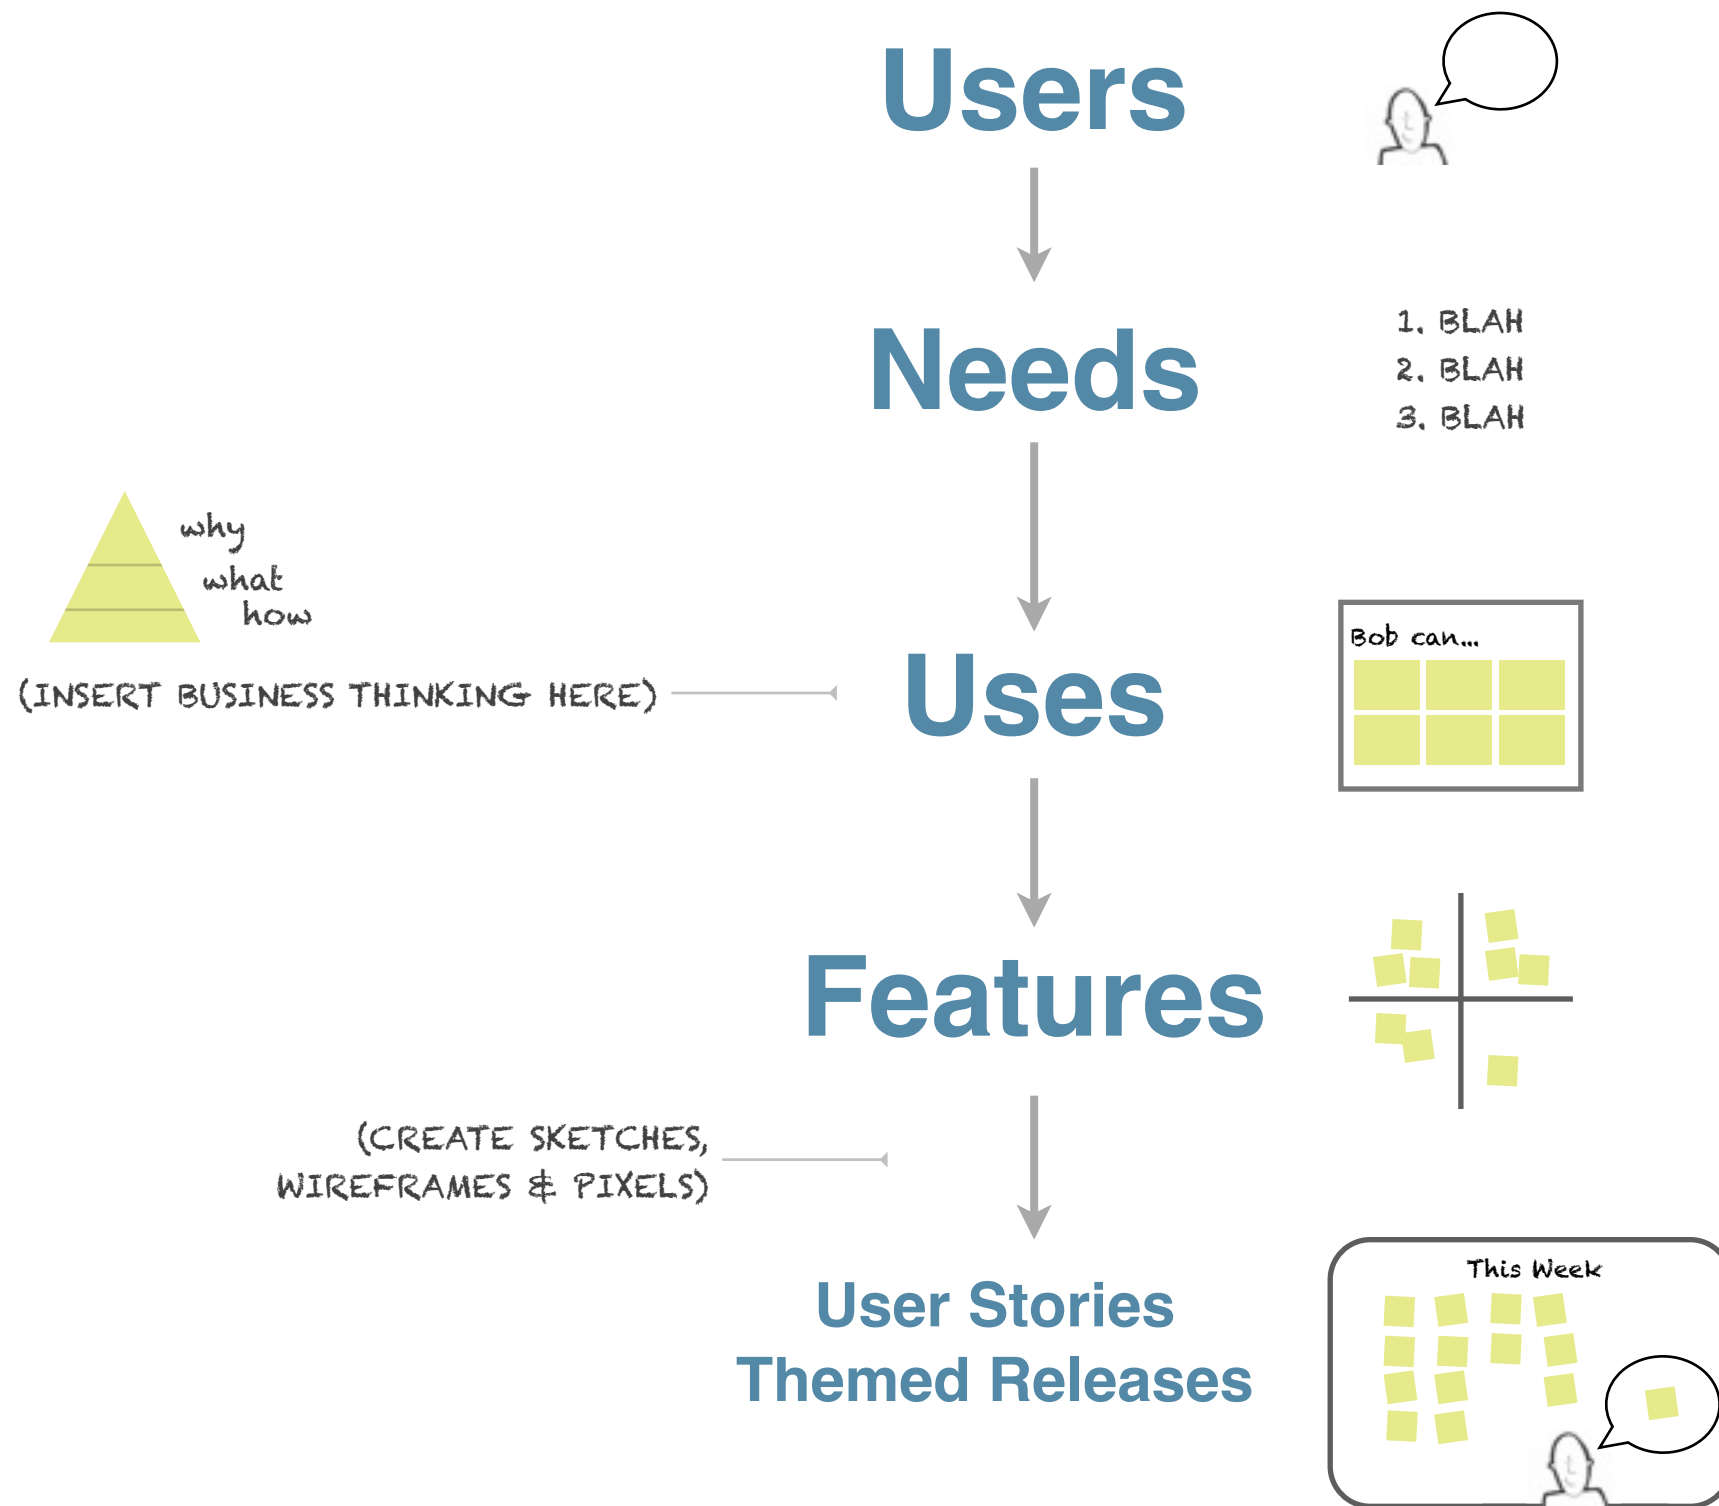 Users
Needs
1. BLAH
2. BLAH
3. BLAH
why
what
how
(INSERT BUSINESS THINKING HERE)
Uses
Bob can...
Features
(CREATE SKETCHES,
WIREFRAMES & PIXELS)
User Stories
Themed Releases
This Week